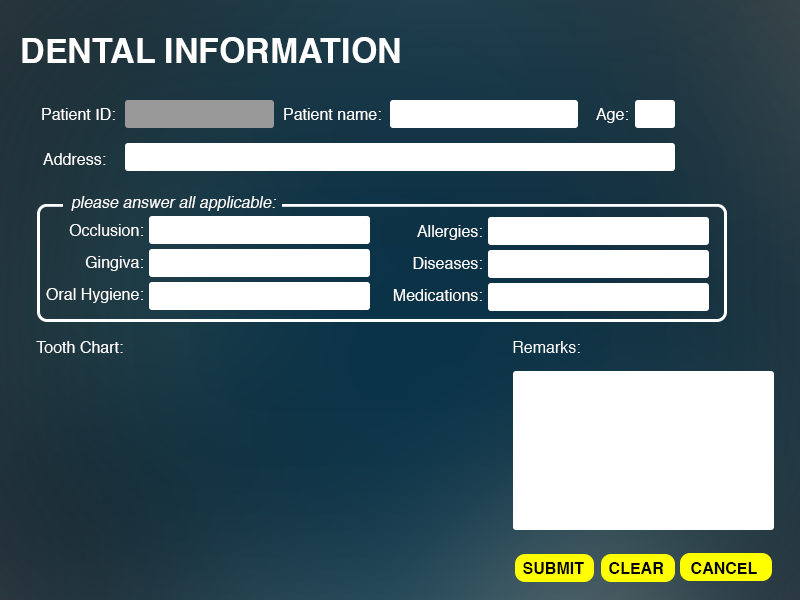 DENTAL INFORMATION
Patient ID: Patient name: Age:
Address:
please answer all applicable:
Occlusion: Allergies:
Gingiva: Diseases:
Oral Hygiene: Medications:
Tooth Chart: Remarks:
SUBMIT CLEAR CANCEL